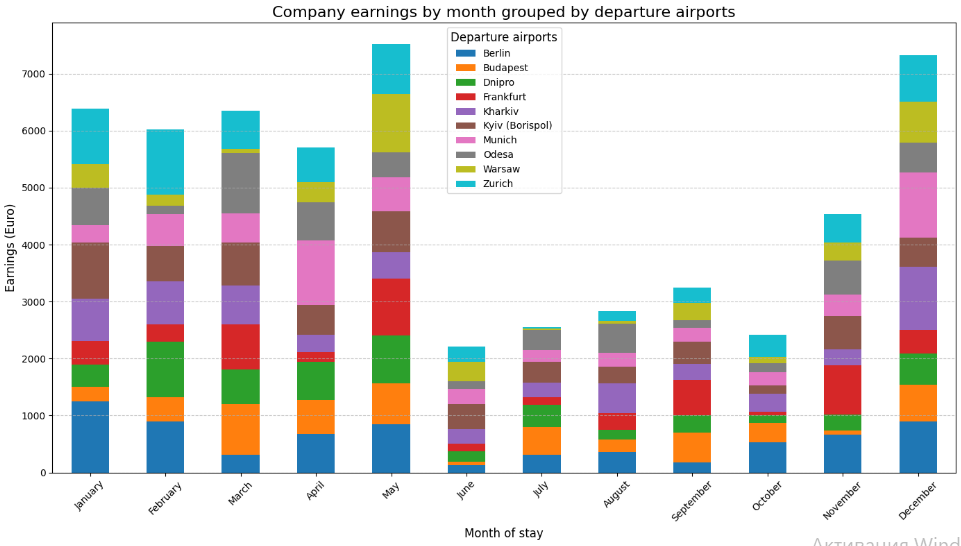 Company earnings by month grouped by departure airports
Earnings (Euro)
7000
6000
5000
4000
3000
2000
1000
0
Departure airports
Berlin
Budapest
Dnipro
Frankfurt
Kharkiv
Kyiv (Borispol)
Munich
Odesa
Warsaw
Zurich
January
February
March
April
May
June
July
August
September
October
November
December
Month of stay
Активация Wind